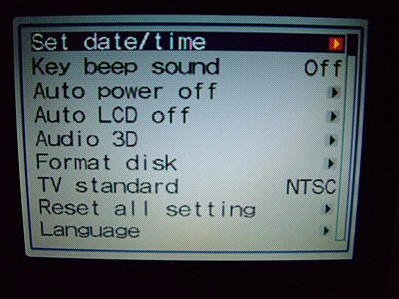 Set date/time
Key beep sound Off
Auto power off
Auto LCD off
Audio 3D
Format disk
TV standard NTSC
Reset all setting
Language